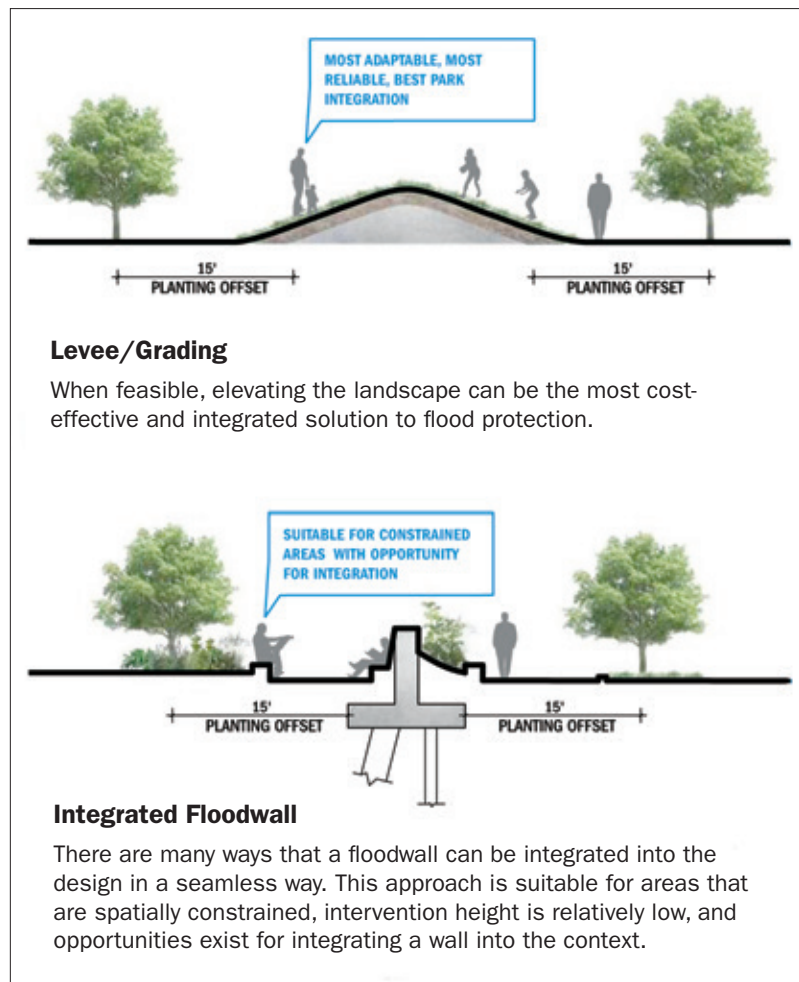 MOST ADAPTABLE, MOST
RELIABLE, BEST PARK
INTEGRATION
15'
PLANTING OFFSET
15'
PLANTING OFFSET
Levee/Grading
When feasible, elevating the landscape can be the most cost-
effective and integrated solution to flood protection.
SUITABLE FOR CONSTRAINED
AREAS WITH OPPORTUNITY
FOR INTEGRATION
15'
PLANTING OFFSET
15'
PLANTING OFFSET
Integrated Floodwall
There are many ways that a floodwall can be integrated into the
design in a seamless way. This approach is suitable for areas that
are spatially constrained, intervention height is relatively low, and
opportunities exist for integrating a wall into the context.